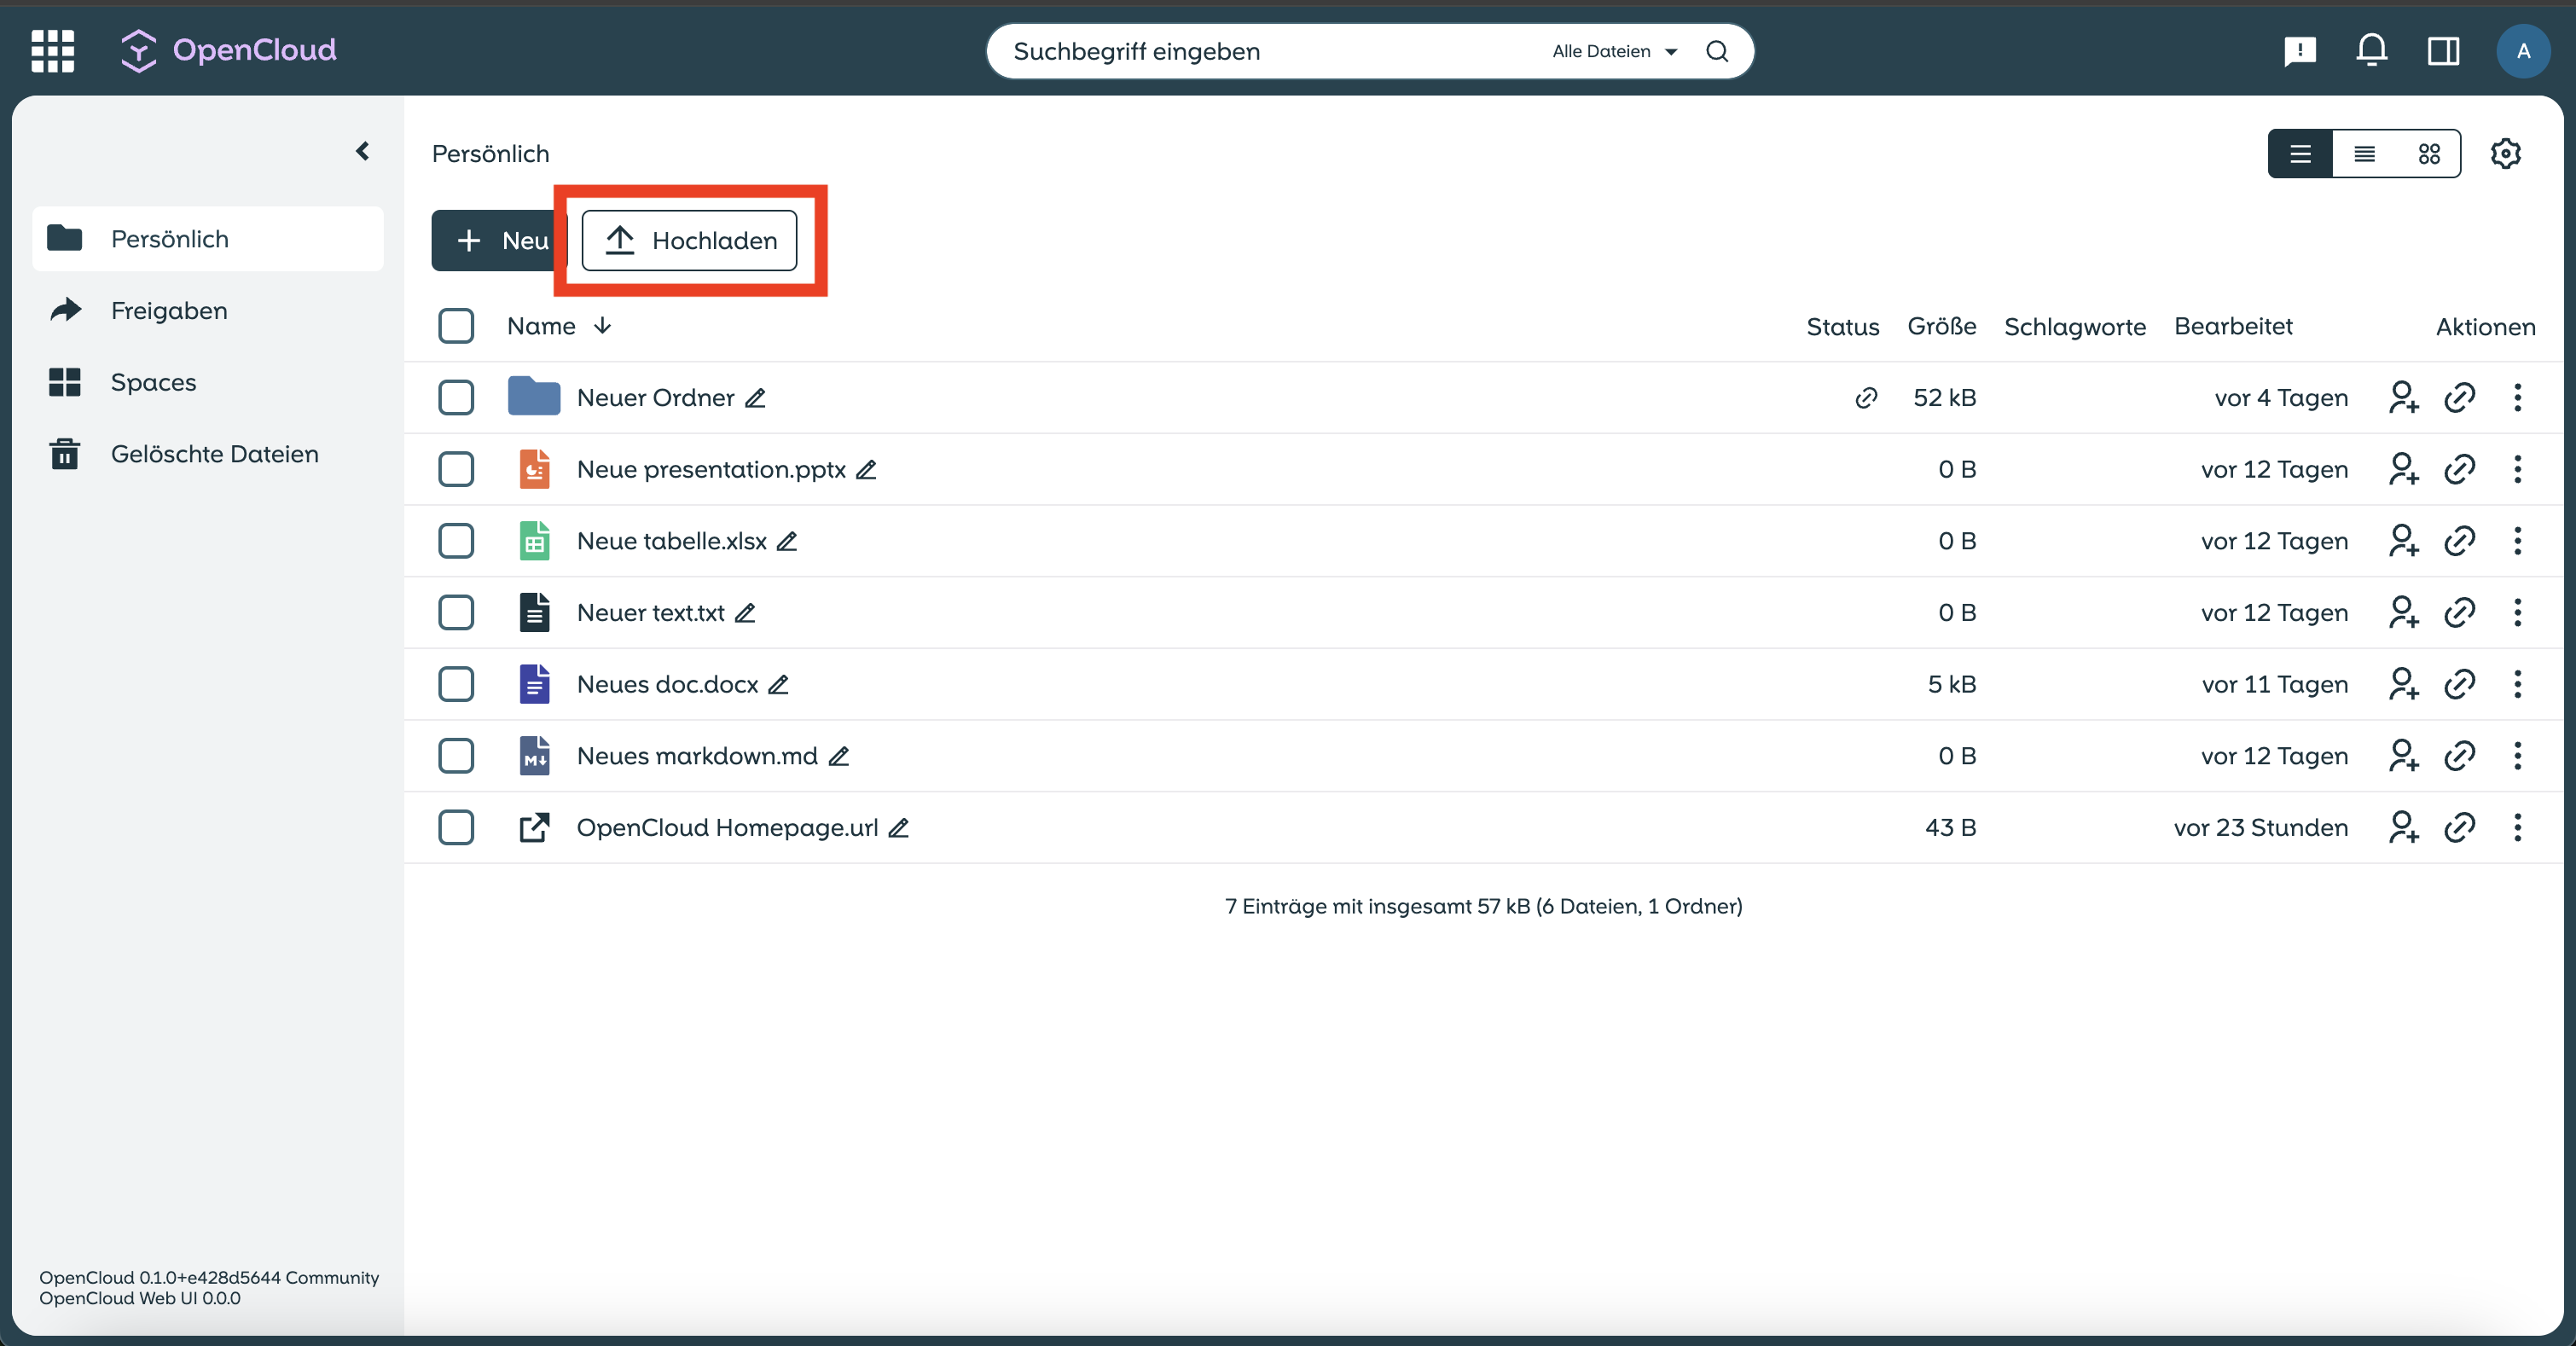 OpenCloud
Suchbegriff eingeben
Alle Dateien
A
Persönlich
Freigaben
Spaces
Gelöschte Dateien
Persönlich
Neu
Hochladen
Name Status Größe Schlagworte Bearbeitet Aktionen
Neuer Ordner 52 kB vor 4 Tagen
Neue presentation.pptx 0 B vor 12 Tagen
Neue tabelle.xlsx 0 B vor 12 Tagen
Neuer text.txt 0 B vor 12 Tagen
Neues doc.docx 5 kB vor 11 Tagen
M Neues markdown.md 0 B vor 12 Tagen
OpenCloud Homepage.url 43 B vor 23 Stunden
7 Einträge mit insgesamt 57 kB (6 Dateien, 1 Ordner)
OpenCloud 0.1.0+e428d5644 Community
OpenCloud Web UI 0.0.0